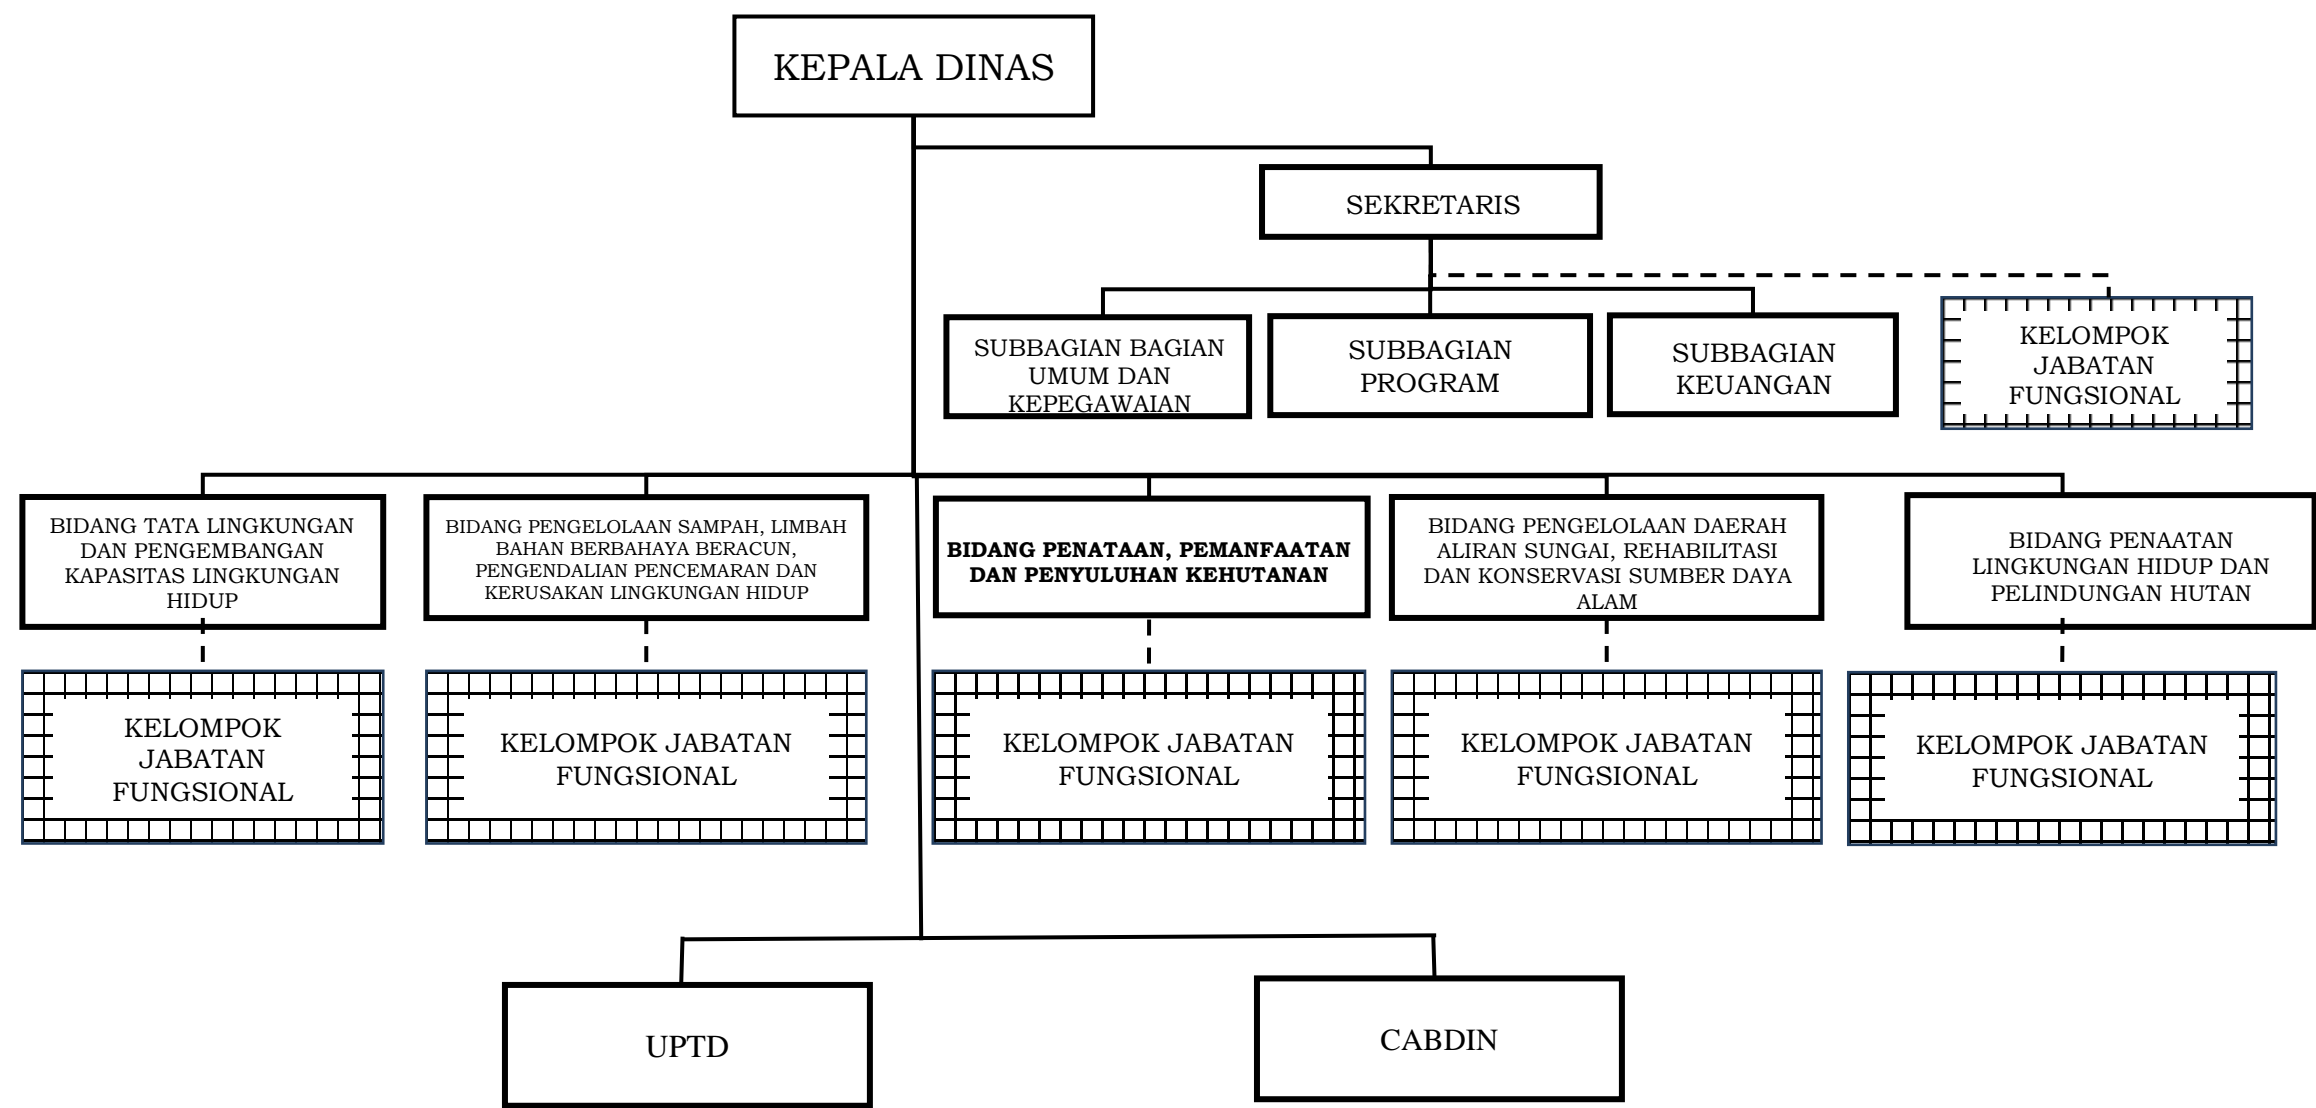 KEPALA DINAS
SEKRETARIS
SUBBAGIAN BAGIAN
UMUM DAN
KEPEGAWAIAN
SUBBAGIAN
PROGRAM
SUBBAGIAN
KEUANGAN
KELOMPOK
JABATAN
FUNGSIONAL
BIDANG TATA LINGKUNGAN
DAN PENGEMBANGAN
KAPASITAS LINGKUNGAN
HIDUP
BIDANG PENGELOLAAN SAMPAH, LIMBAH
BAHAN BERBAHAYA BERACUN,
PENGENDALIAN PENCEMARAN DAN
KERUSAKAN LINGKUNGAN HIDUP
BIDANG PENATAAN, PEMANFAATAN
DAN PENYULUHAN KEHUTANAN
BIDANG PENGELOLAAN DAERAH
ALIRAN SUNGAI, REHABILITASI
DAN KONSERVASI SUMBER DAYA
ALAM
BIDANG PENAATAN
LINGKUNGAN HIDUP DAN
PELINDUNGAN HUTAN
KELOMPOK
JABATAN
FUNGSIONAL
KELOMPOK JABATAN
FUNGSIONAL
KELOMPOK JABATAN
FUNGSIONAL
KELOMPOK JABATAN
FUNGSIONAL
KELOMPOK JABATAN
FUNGSIONAL
UPTD
CABDIN